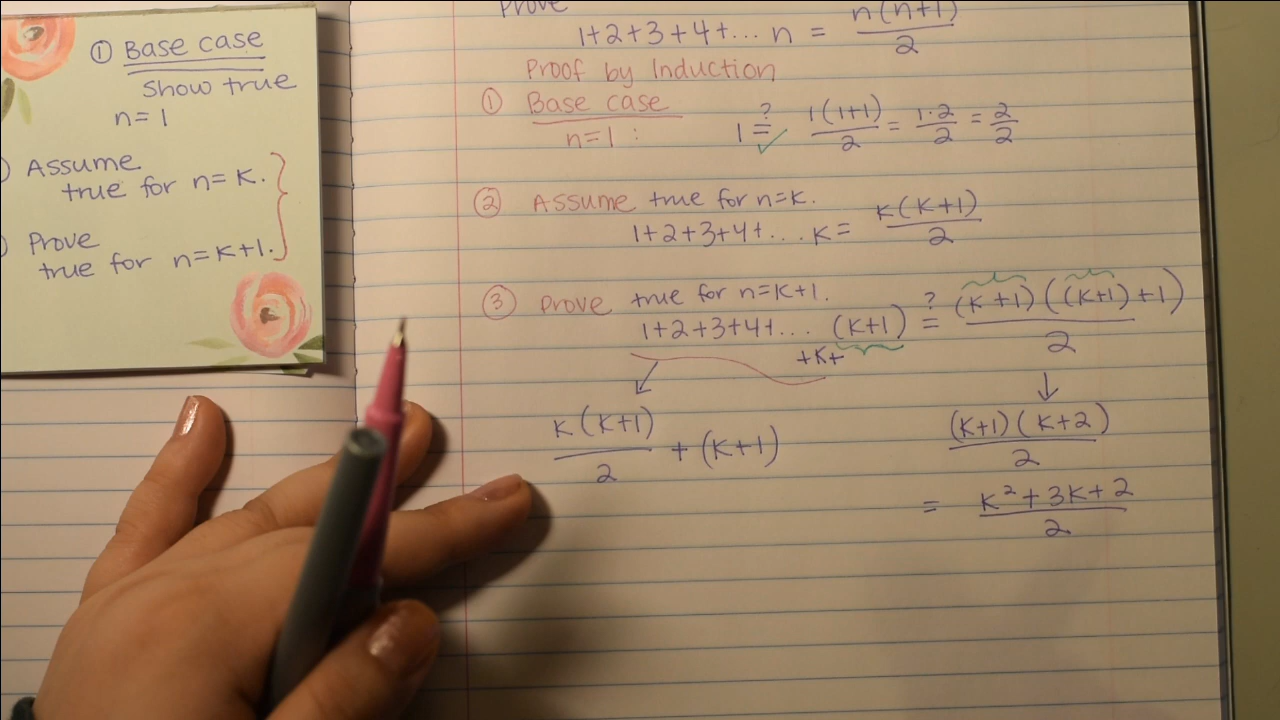 ① Base case
Show true
n=1
) Assume
true for n=k.
) Prove
true for n=k+1.
Prove
1+2+3+4+... n = n(n+1)/2
Proof by Induction
① Base case
n=1 :
1 ?= 1(1+1)/2 = 1·2/2 = 2/2
✓
② Assume true for n=k.
1+2+3+4+... k = k(k+1)/2
③ Prove true for n=k+1.
1+2+3+4+... +k+ (k+1) ?= (k+1)((k+1)+1)/2
k(k+1)/2 + (k+1)
(k+1)(k+2)/2
= k²+3k+2/2